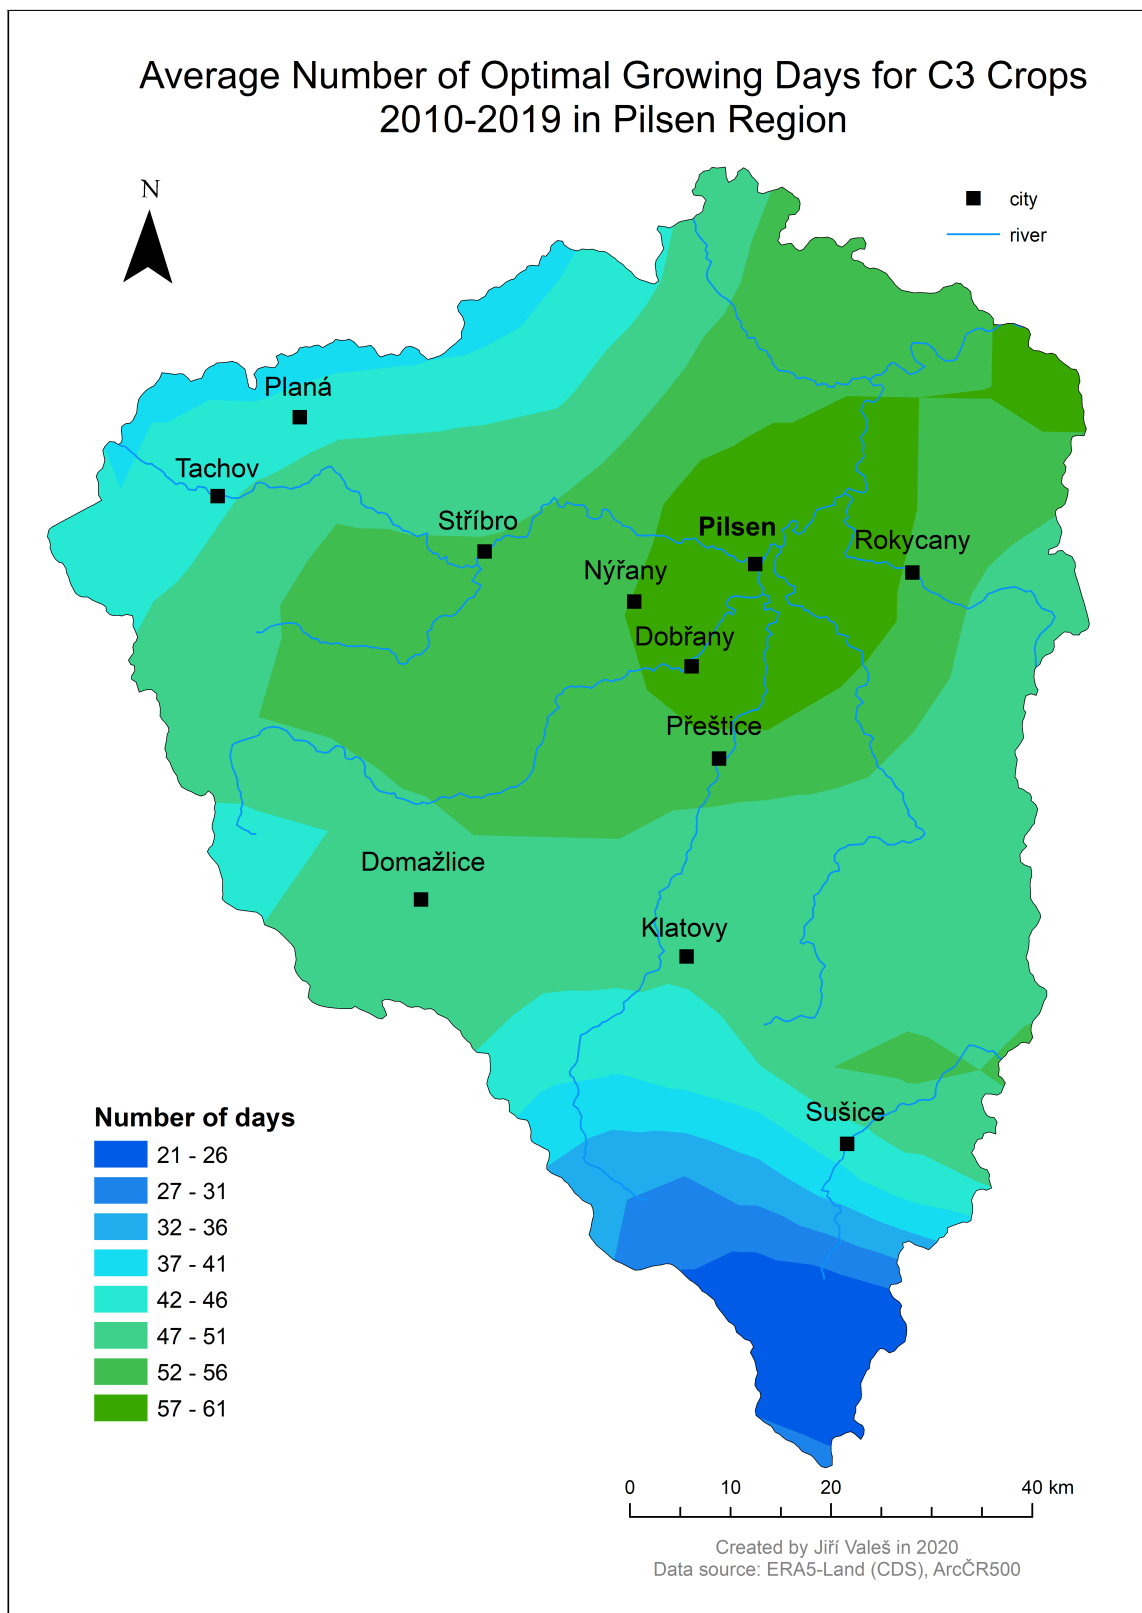 Average Number of Optimal Growing Days for C3 Crops
2010-2019 in Pilsen Region
N
city
river
Planá
Tachov
Stříbro
Pilsen
Rokycany
Nýřany
Dobřany
Přeštice
Domažlice
Klatovy
Sušice
Number of days
21 - 26
27 - 31
32 - 36
37 - 41
42 - 46
47 - 51
52 - 56
57 - 61
0 10 20 40 km
Created by Jiří Valeš in 2020
Data source: ERA5-Land (CDS), ArcČR500